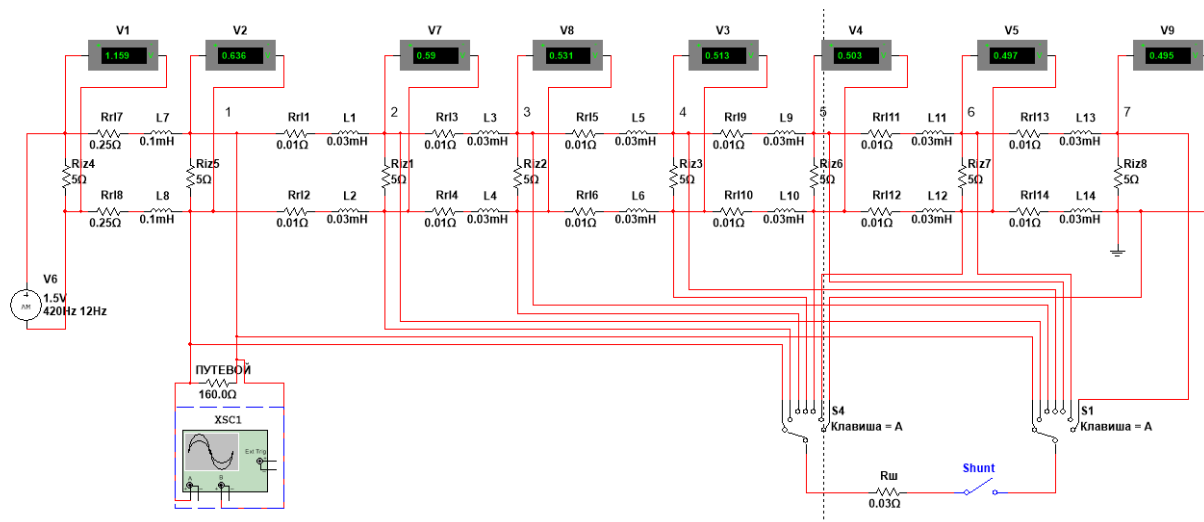 V1
V2
V7
V8
V3
V4
V5
V9
1.159 V
0.636 V
0.59 V
0.531 V
0.513 V
0.503 V
0.497 V
0.495 V
1
2
3
4
5
6
7
Rrl7
0.25Ω
L7
0.1mH
Rrl1
0.01Ω
L1
0.03mH
Rrl3
0.01Ω
L3
0.03mH
Rrl5
0.01Ω
L5
0.03mH
Rrl9
0.01Ω
L9
0.03mH
Rrl11
0.01Ω
L11
0.03mH
Rrl13
0.01Ω
L13
0.03mH
Riz4
5Ω
Riz5
5Ω
Riz1
5Ω
Riz2
5Ω
Riz3
5Ω
Riz6
5Ω
Riz7
5Ω
Riz8
5Ω
Rrl8
0.25Ω
L8
0.1mH
Rrl2
0.01Ω
L2
0.03mH
Rrl4
0.01Ω
L4
0.03mH
Rrl6
0.01Ω
L6
0.03mH
Rrl10
0.01Ω
L10
0.03mH
Rrl12
0.01Ω
L12
0.03mH
Rrl14
0.01Ω
L14
0.03mH
V6
AM
1.5V
420Hz 12Hz
ПУТЕВОЙ
160.0Ω
XSC1
Ext Trig
A
B
S4
Клавиша = A
S1
Клавиша = A
Rш
0.03Ω
Shunt